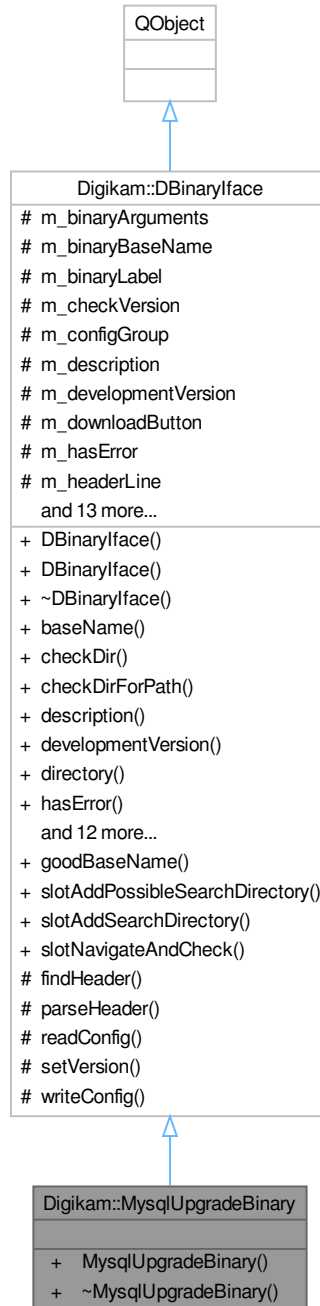 QObject
Digikam::DBinaryIface
# m_binaryArguments
# m_binaryBaseName
# m_binaryLabel
# m_checkVersion
# m_configGroup
# m_description
# m_developmentVersion
# m_downloadButton
# m_hasError
# m_headerLine
and 13 more...
+ DBinaryIface()
+ DBinaryIface()
+ ~DBinaryIface()
+ baseName()
+ checkDir()
+ checkDirForPath()
+ description()
+ developmentVersion()
+ directory()
+ hasError()
and 12 more...
+ goodBaseName()
+ slotAddPossibleSearchDirectory()
+ slotAddSearchDirectory()
+ slotNavigateAndCheck()
# findHeader()
# parseHeader()
# readConfig()
# setVersion()
# writeConfig()
Digikam::MysqlUpgradeBinary
+ MysqlUpgradeBinary()
+ ~MysqlUpgradeBinary()